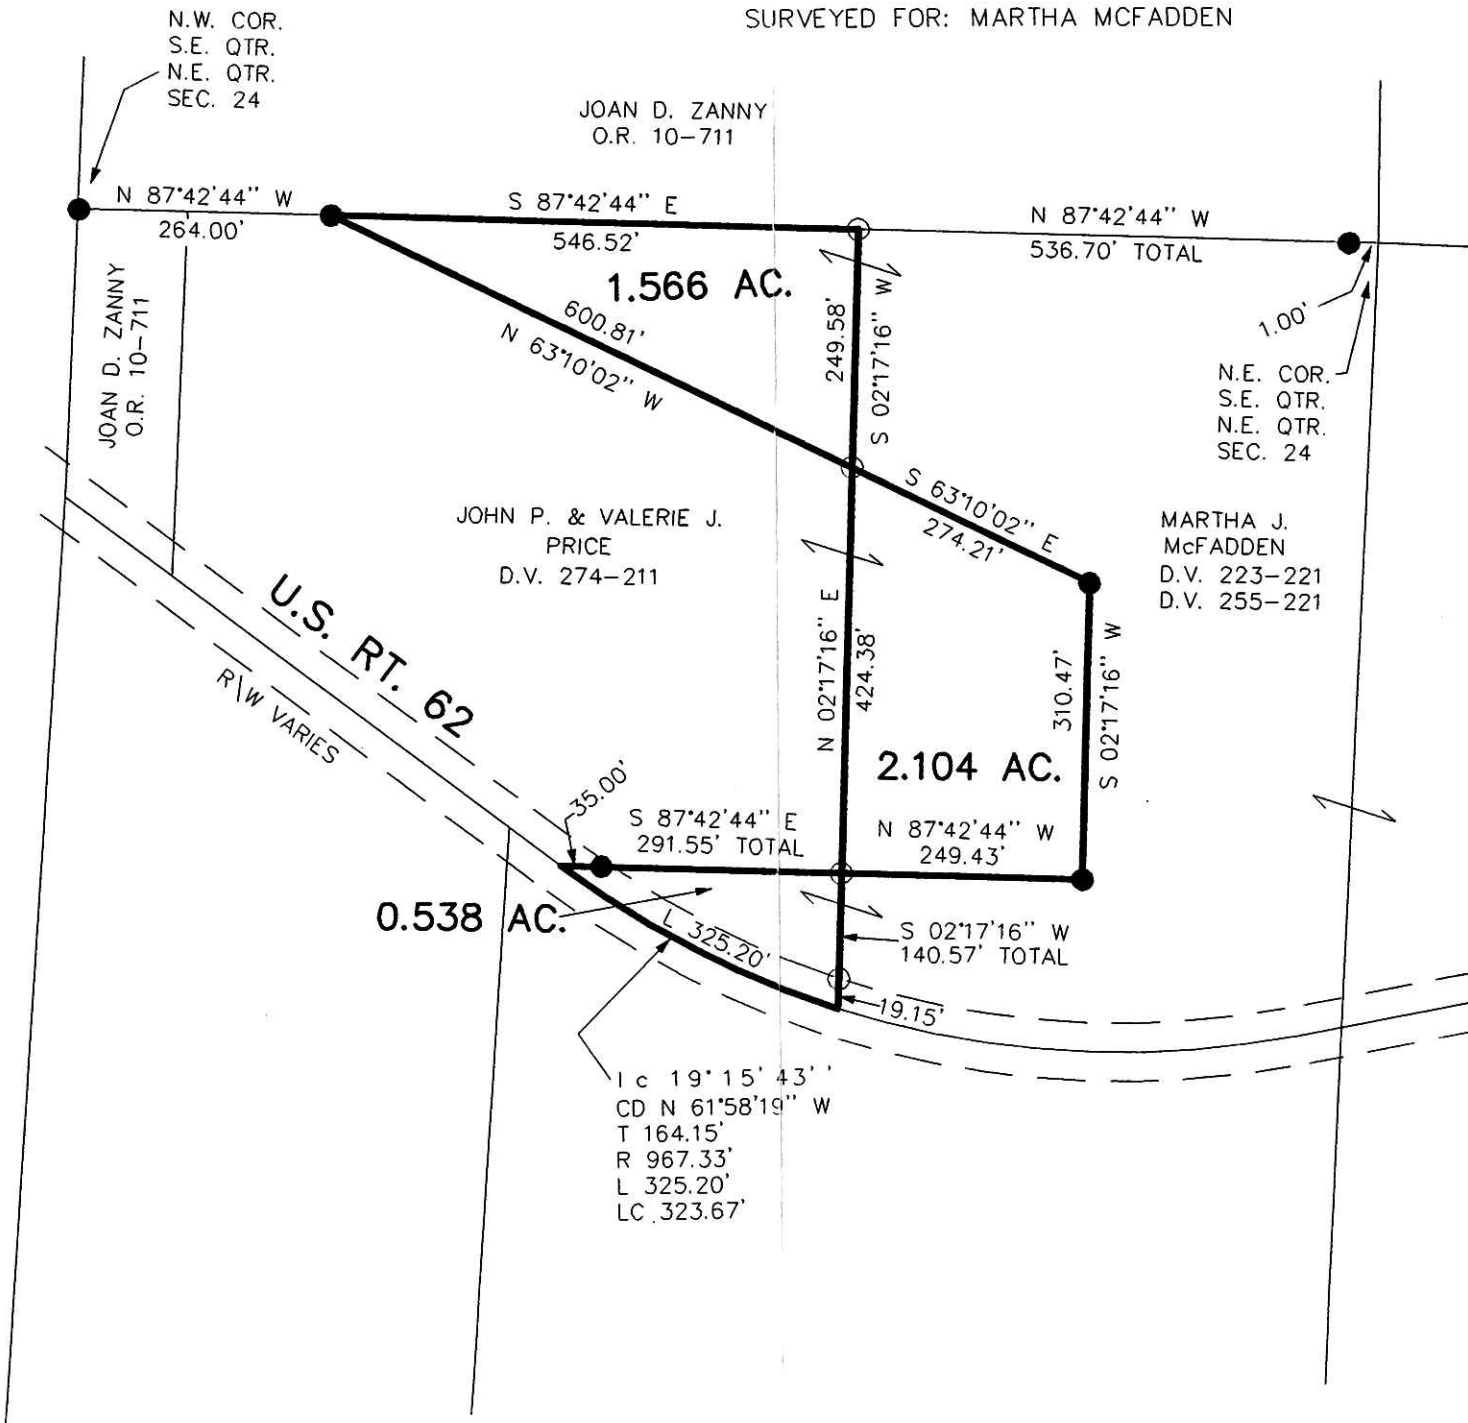 SURVEYED FOR: MARTHA MCFADDEN
N.W. COR.
S.E. QTR.
N.E. QTR.
SEC. 24
JOAN D. ZANNY
O.R. 10-711
N 87°42'44" W
264.00'
S 87°42'44" E
546.52'
N 87°42'44" W
536.70' TOTAL
1.566 AC.
1.00'
N.E. COR.
S.E. QTR.
N.E. QTR.
SEC. 24
JOAN D. ZANNY
O.R. 10-711
600.81'
N 63°10'02" W
249.58'
S 02°17'16" W
S 63°10'02" E
274.21'
JOHN P. & VALERIE J.
PRICE
D.V. 274-211
MARTHA J.
McFADDEN
D.V. 223-221
D.V. 255-221
U.S. RT. 62
R\W VARIES
N 02°17'16" E
424.38'
310.47'
S 02°17'16" W
2.104 AC.
35.00'
S 87°42'44" E
291.55' TOTAL
N 87°42'44" W
249.43'
0.538 AC.
L 325.20'
S 02°17'16" W
140.57' TOTAL
19.15'
I c 19° 15' 43''
CD N 61°58'19" W
T 164.15'
R 967.33'
L 325.20'
LC 323.67'